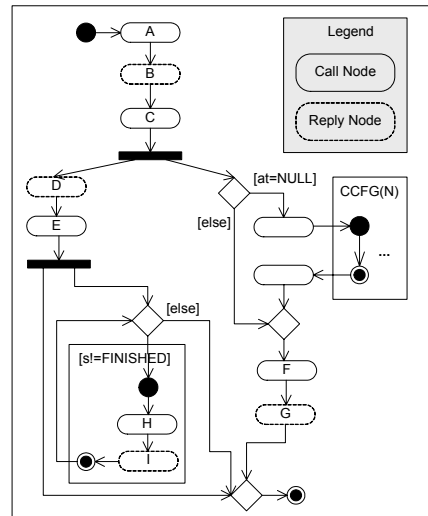 A
Legend
Call Node
Reply Node
B
C
[at=NULL]
D
CCFG(N)
E
[else]
...
[else]
[s!=FINISHED]
F
G
H
I